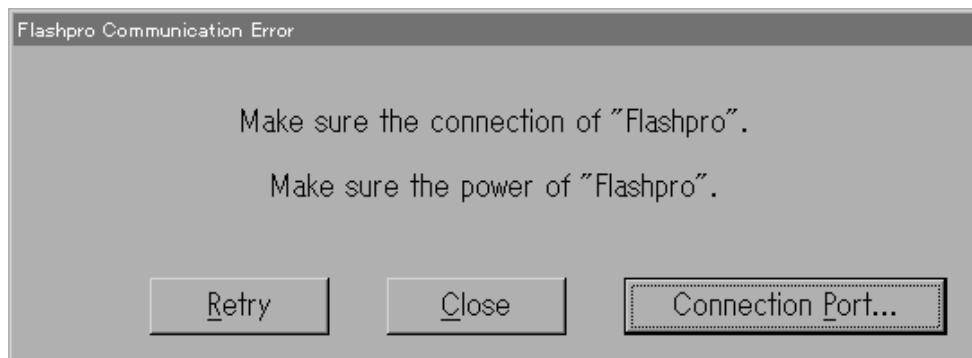 Flashpro Communication Error
Make sure the connection of "Flashpro".
Make sure the power of "Flashpro".
Retry
Close
Connection Port...